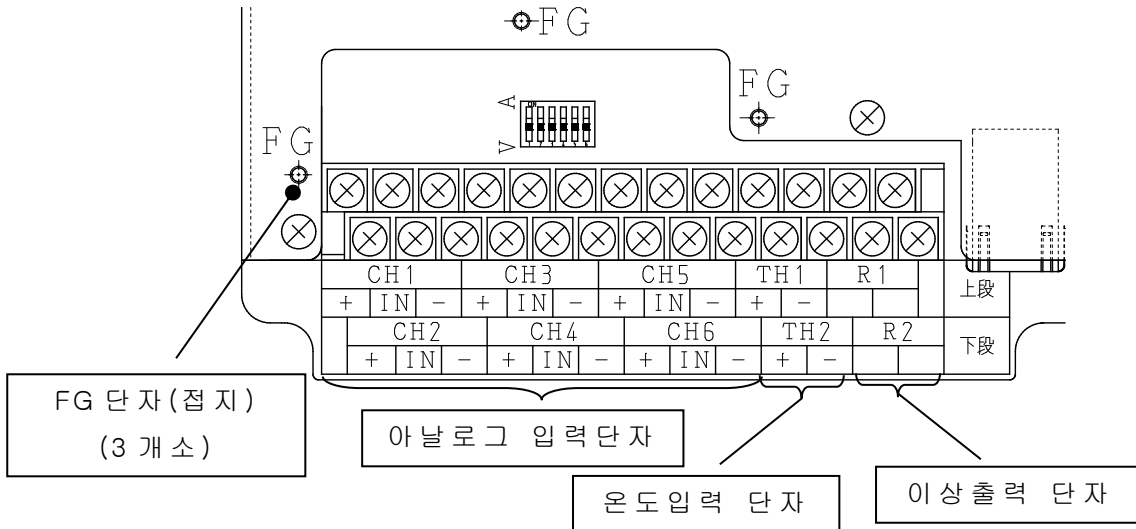 FG
FG
FG
A
V
ON
CH1 CH3 CH5 TH1 R1 上段
+ IN - + IN - + IN - + -
CH2 CH4 CH6 TH2 R2 下段
+ IN - + IN - + IN - + -
FG 단자(접지)
(3 개소)
아날로그 입력단자
온도입력 단자
이상출력 단자